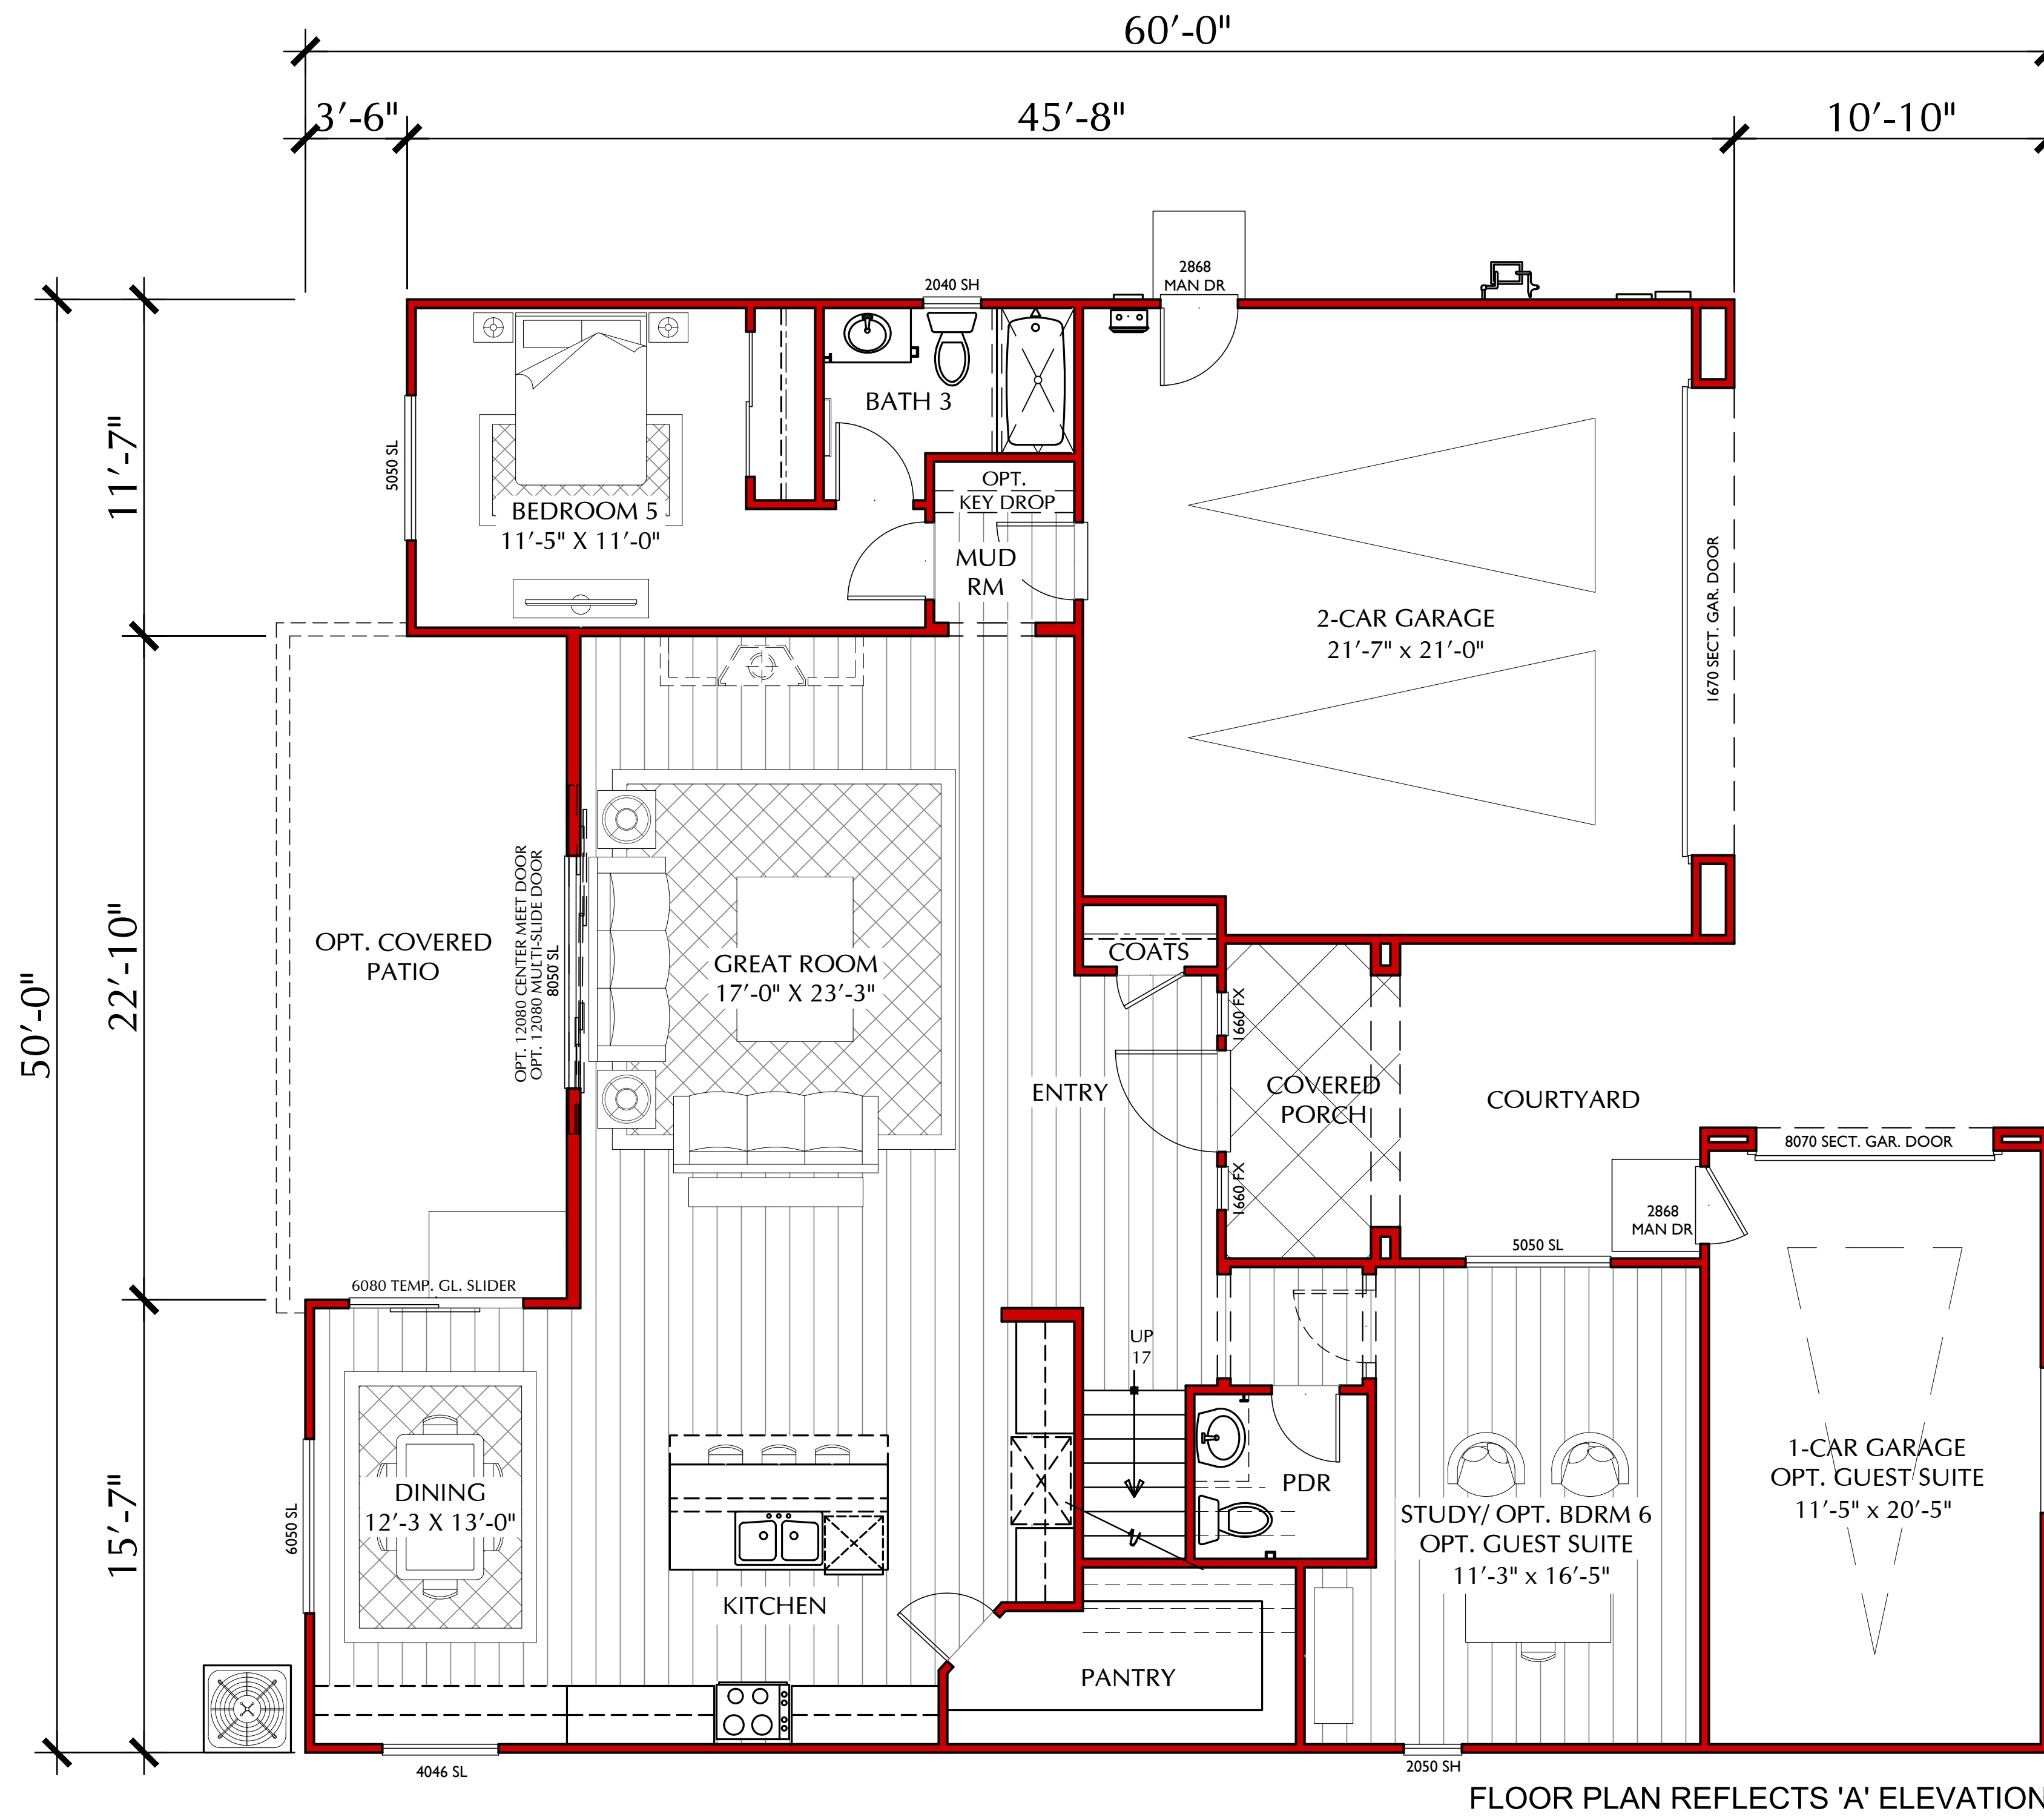 60′-0"
3′-6"
45′-8"
10′-10"
50′-0"
11′-7"
22′-10"
15′-7"
2040 SH
2868
MAN DR
BATH 3
5050 SL
BEDROOM 5
11′-5" X 11′-0"
OPT.
KEY DROP
MUD
RM
2-CAR GARAGE
21′-7" x 21′-0"
1670 SECT. GAR. DOOR
OPT. COVERED
PATIO
OPT. 12080 CENTER MEET DOOR
OPT. 12080 MULTI-SLIDE DOOR
8050 SL
GREAT ROOM
17′-0" X 23′-3"
COATS
1660 FX
ENTRY
COVERED
PORCH
COURTYARD
1660 FX
8070 SECT. GAR. DOOR
2868
MAN DR
5050 SL
6080 TEMP. GL. SLIDER
UP
17
DINING
12′-3 X 13′-0"
6050 SL
PDR
STUDY/ OPT. BDRM 6
OPT. GUEST SUITE
11′-3" x 16′-5"
1-CAR GARAGE
OPT. GUEST SUITE
11′-5" x 20′-5"
KITCHEN
PANTRY
4046 SL
2050 SH
FLOOR PLAN REFLECTS 'A' ELEVATION